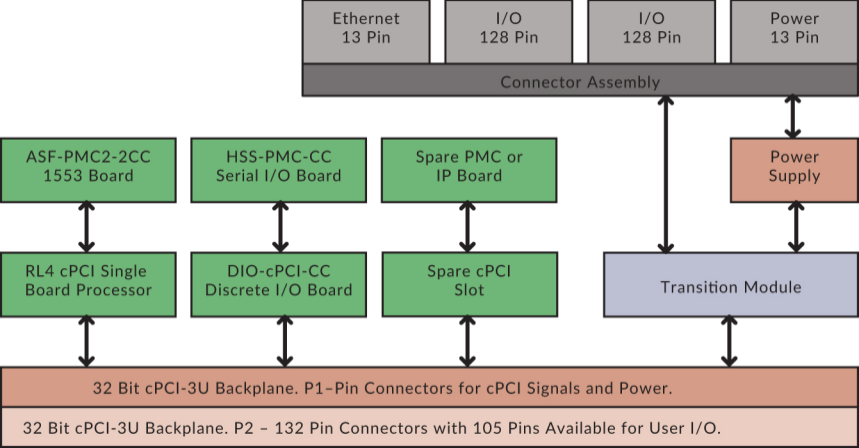 Ethernet
13 Pin
I/O
128 Pin
I/O
128 Pin
Power
13 Pin
Connector Assembly
ASF-PMC2-2CC
1553 Board
HSS-PMC-CC
Serial I/O Board
Spare PMC or
IP Board
Power
Supply
RL4 cPCI Single
Board Processor
DIO-cPCI-CC
Discrete I/O Board
Spare cPCI
Slot
Transition Module
32 Bit cPCI-3U Backplane. P1–Pin Connectors for cPCI Signals and Power.
32 Bit cPCI-3U Backplane. P2 – 132 Pin Connectors with 105 Pins Available for User I/O.